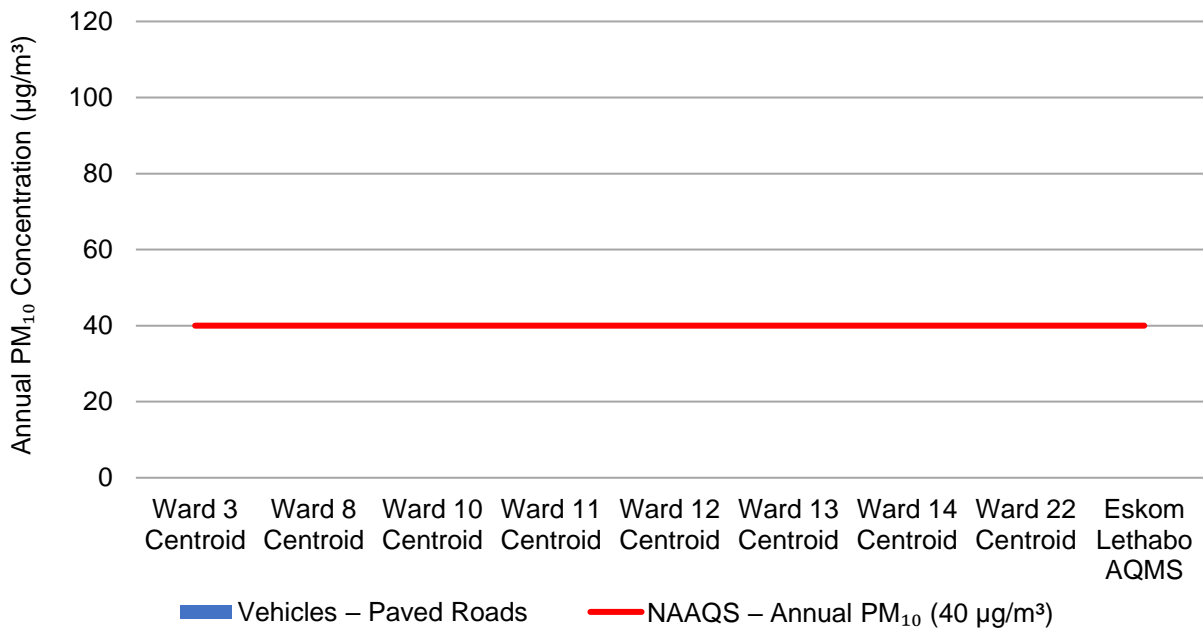 Annual PM₁₀ Concentration (µg/m³)
120
100
80
60
40
20
0
Ward 3 Centroid
Ward 8 Centroid
Ward 10 Centroid
Ward 11 Centroid
Ward 12 Centroid
Ward 13 Centroid
Ward 14 Centroid
Ward 22 Centroid
Eskom Lethabo AQMS
Vehicles – Paved Roads
NAAQS – Annual PM₁₀ (40 µg/m³)